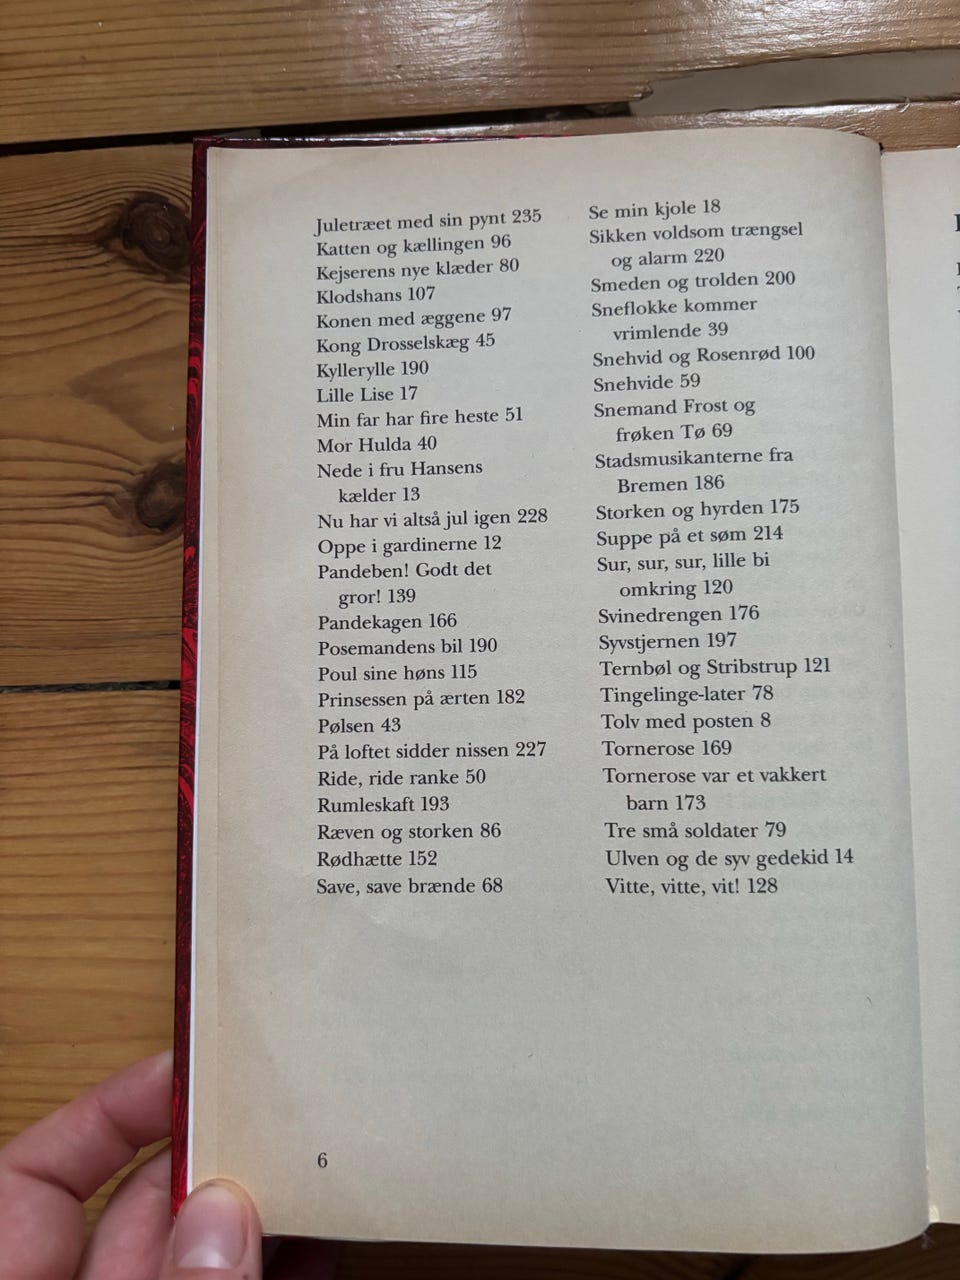 Juletræet med sin pynt 235
Katten og kællingen 96
Kejserens nye klæder 80
Klodshans 107
Konen med æggene 97
Kong Drosselskæg 45
Kyllerylle 190
Lille Lise 17
Min far har fire heste 51
Mor Hulda 40
Nede i fru Hansens
kælder 13
Nu har vi altså jul igen 228
Oppe i gardinerne 12
Pandeben! Godt det
gror! 139
Pandekagen 166
Posemandens bil 190
Poul sine høns 115
Prinsessen på ærten 182
Pølsen 43
På loftet sidder nissen 227
Ride, ride ranke 50
Rumleskaft 193
Ræven og storken 86
Rødhætte 152
Save, save brænde 68
Se min kjole 18
Sikken voldsom trængsel
og alarm 220
Smeden og trolden 200
Sneflokke kommer
vrimlende 39
Snehvid og Rosenrød 100
Snehvide 59
Snemand Frost og
frøken Tø 69
Stadsmusikanterne fra
Bremen 186
Storken og hyrden 175
Suppe på et søm 214
Sur, sur, sur, lille bi
omkring 120
Svinedrengen 176
Syvstjernen 197
Ternbøl og Stribstrup 121
Tingelinge-later 78
Tolv med posten 8
Tornerose 169
Tornerose var et vakkert
barn 173
Tre små soldater 79
Ulven og de syv gedekid 14
Vitte, vitte, vit! 128
6